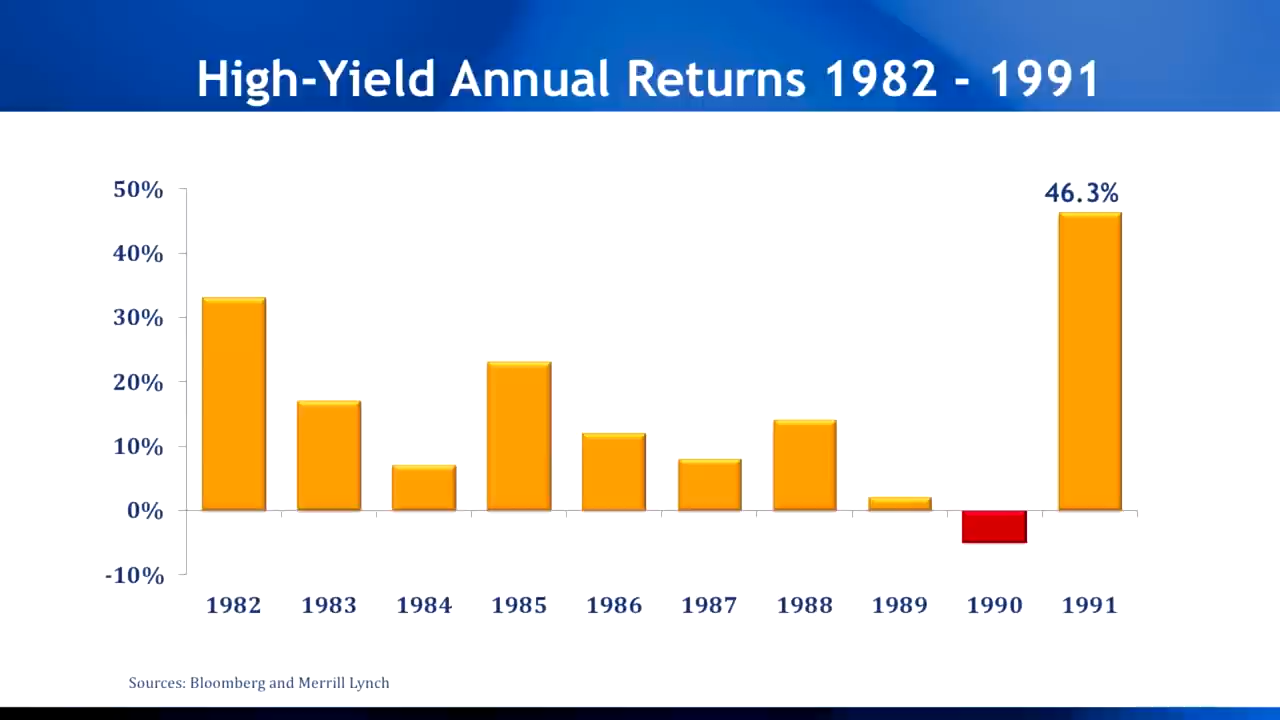 High-Yield Annual Returns 1982 - 1991
50%
46.3%
40%
30%
20%
10%
0%
-10%
1982 1983 1984 1985 1986 1987 1988 1989 1990 1991
Sources: Bloomberg and Merrill Lynch